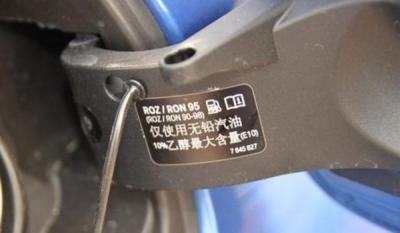 ROZ/RON 95
(ROZ/RON 90-98)
仅使用无铅汽油
10%乙醇最大含量(E10)
7 645 827